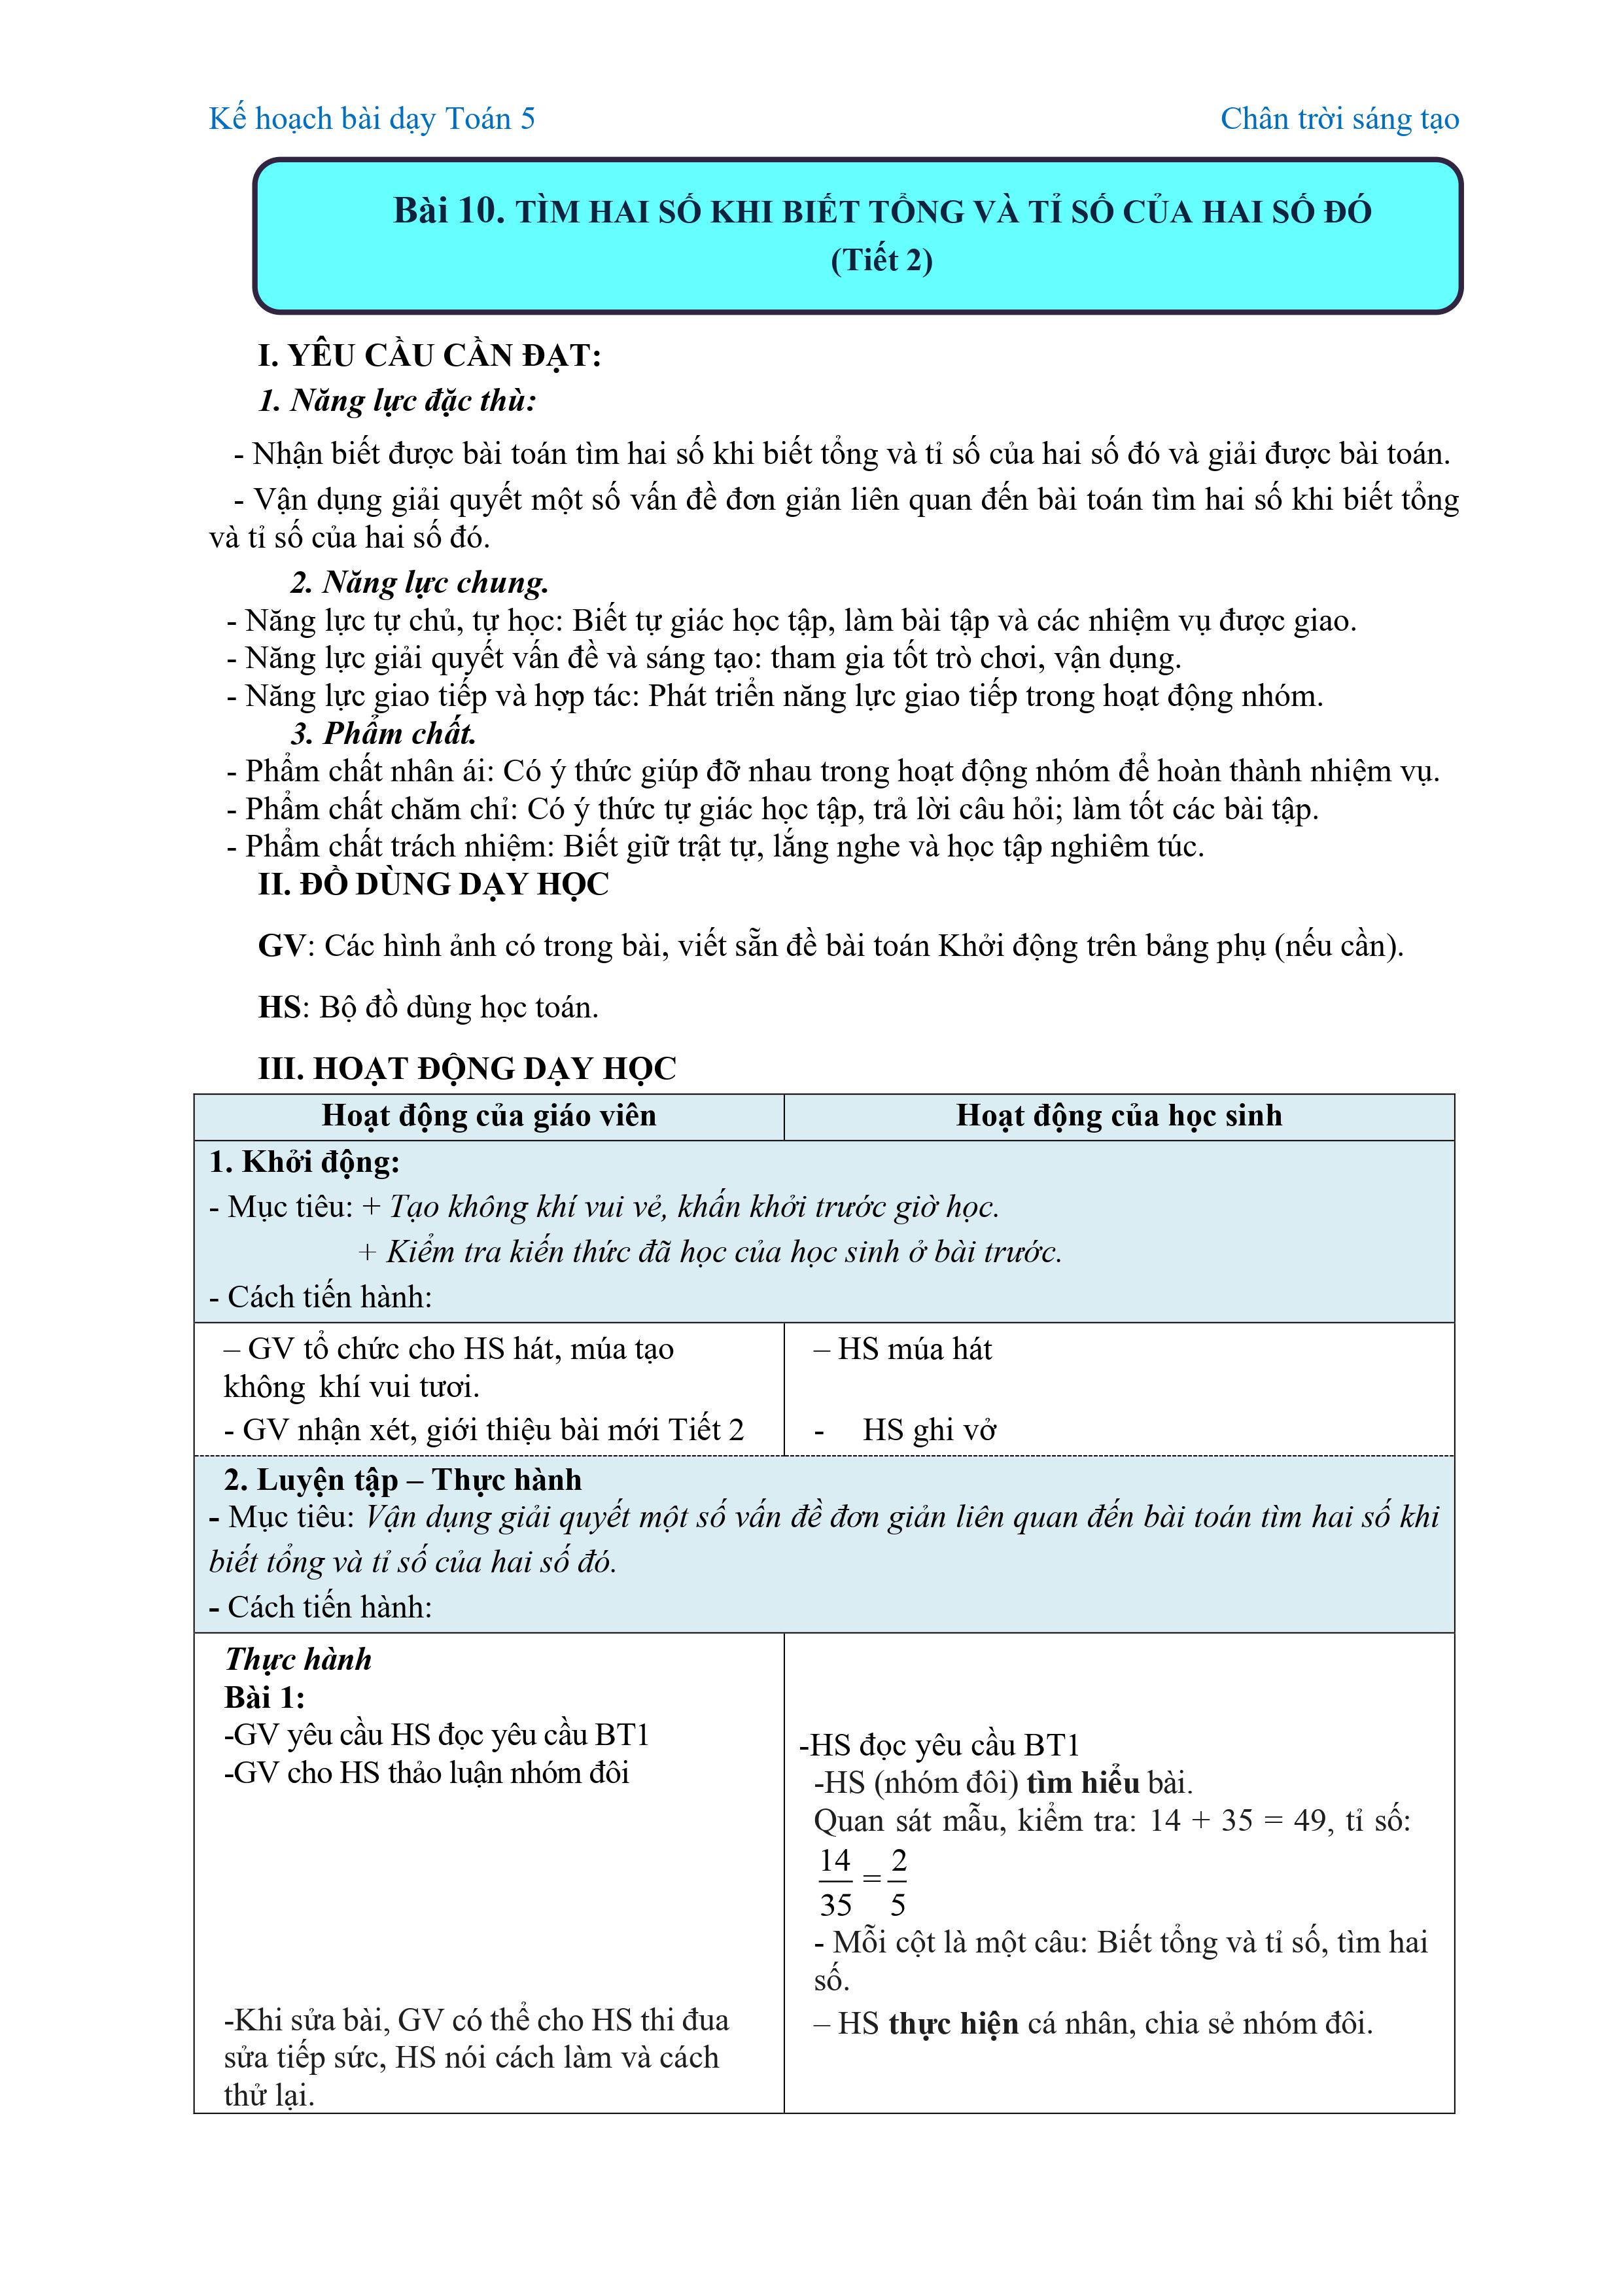 Kế hoạch bài dạy Toán 5 Chân trời sáng tạo
Bài 10. TÌM HAI SỐ KHI BIẾT TỔNG VÀ TỈ SỐ CỦA HAI SỐ ĐÓ
(Tiết 2)
I. YÊU CẦU CẦN ĐẠT:
1. Năng lực đặc thù:
- Nhận biết được bài toán tìm hai số khi biết tổng và tỉ số của hai số đó và giải được bài toán.
- Vận dụng giải quyết một số vấn đề đơn giản liên quan đến bài toán tìm hai số khi biết tổng
và tỉ số của hai số đó.
2. Năng lực chung.
- Năng lực tự chủ, tự học: Biết tự giác học tập, làm bài tập và các nhiệm vụ được giao.
- Năng lực giải quyết vấn đề và sáng tạo: tham gia tốt trò chơi, vận dụng.
- Năng lực giao tiếp và hợp tác: Phát triển năng lực giao tiếp trong hoạt động nhóm.
3. Phẩm chất.
- Phẩm chất nhân ái: Có ý thức giúp đỡ nhau trong hoạt động nhóm để hoàn thành nhiệm vụ.
- Phẩm chất chăm chỉ: Có ý thức tự giác học tập, trả lời câu hỏi; làm tốt các bài tập.
- Phẩm chất trách nhiệm: Biết giữ trật tự, lắng nghe và học tập nghiêm túc.
II. ĐỒ DÙNG DẠY HỌC
GV: Các hình ảnh có trong bài, viết sẵn đề bài toán Khởi động trên bảng phụ (nếu cần).
HS: Bộ đồ dùng học toán.
III. HOẠT ĐỘNG DẠY HỌC
Hoạt động của giáo viên
Hoạt động của học sinh
1. Khởi động:
- Mục tiêu: + Tạo không khí vui vẻ, khấn khởi trước giờ học.
+ Kiểm tra kiến thức đã học của học sinh ở bài trước.
- Cách tiến hành:
– GV tổ chức cho HS hát, múa tạo
không khí vui tươi.
- GV nhận xét, giới thiệu bài mới Tiết 2
– HS múa hát
- HS ghi vở
2. Luyện tập – Thực hành
- Mục tiêu: Vận dụng giải quyết một số vấn đề đơn giản liên quan đến bài toán tìm hai số khi
biết tổng và tỉ số của hai số đó.
- Cách tiến hành:
Thực hành
Bài 1:
-GV yêu cầu HS đọc yêu cầu BT1
-GV cho HS thảo luận nhóm đôi
-Khi sửa bài, GV có thể cho HS thi đua
sửa tiếp sức, HS nói cách làm và cách
thử lại.
-HS đọc yêu cầu BT1
-HS (nhóm đôi) tìm hiểu bài.
Quan sát mẫu, kiểm tra: 14 + 35 = 49, tỉ số:
14/35 = 2/5
- Mỗi cột là một câu: Biết tổng và tỉ số, tìm hai
số.
– HS thực hiện cá nhân, chia sẻ nhóm đôi.